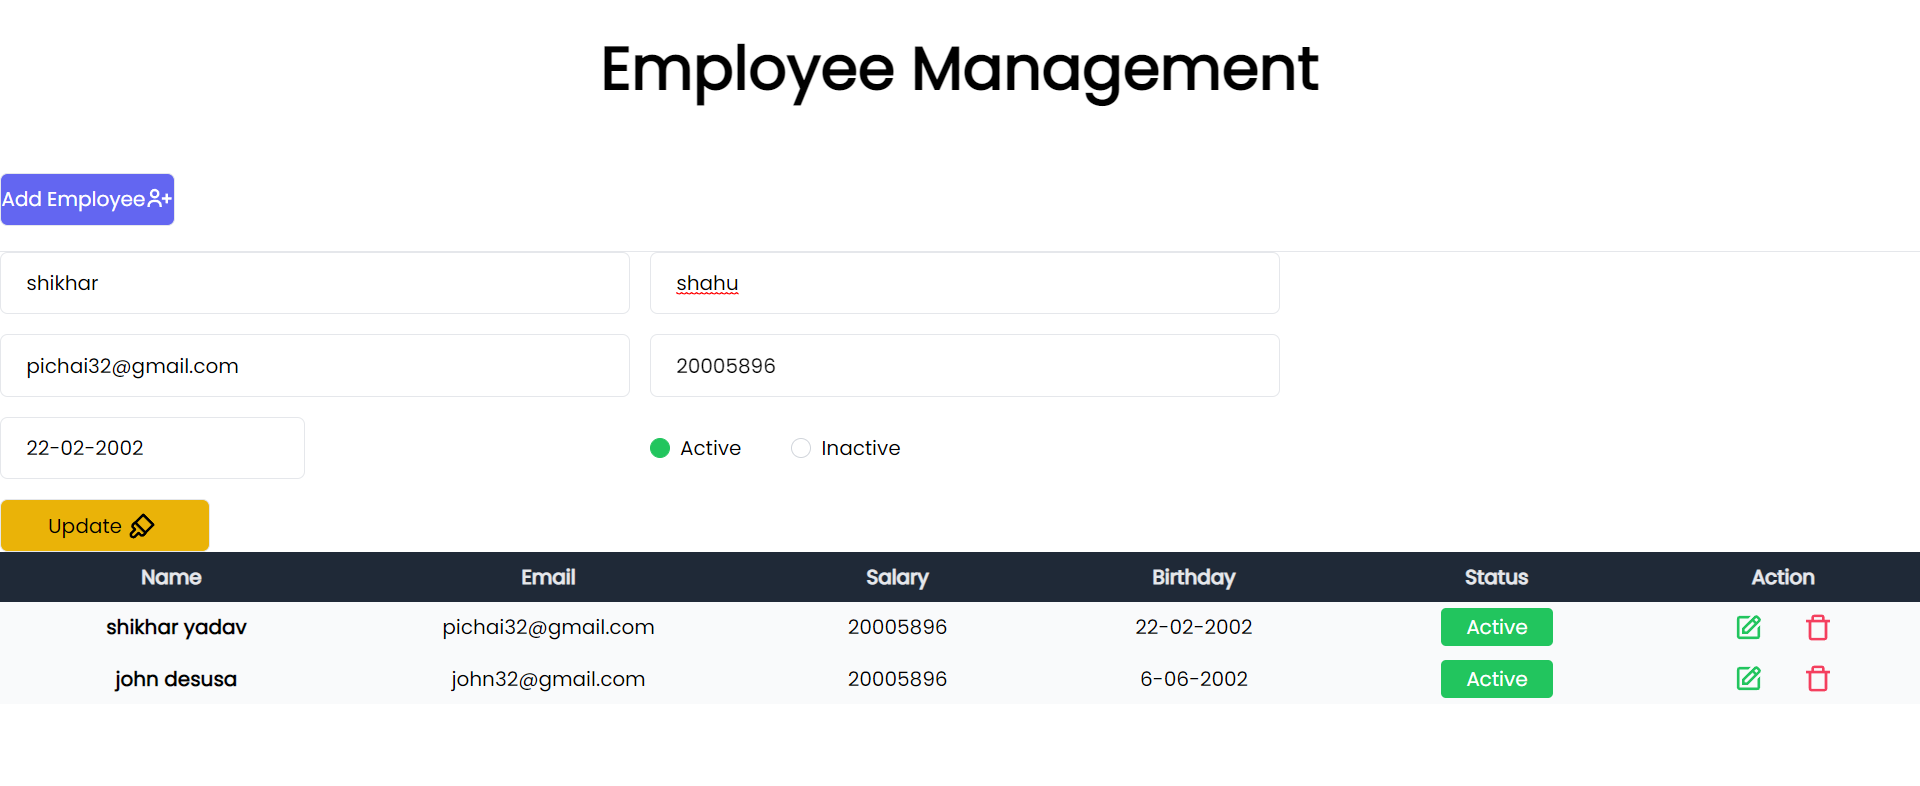 Employee Management
Add Employee
shikhar shahu
pichai32@gmail.com 20005896
22-02-2002 Active Inactive
Update
Name Email Salary Birthday Status Action
shikhar yadav pichai32@gmail.com 20005896 22-02-2002 Active
john desusa john32@gmail.com 20005896 6-06-2002 Active